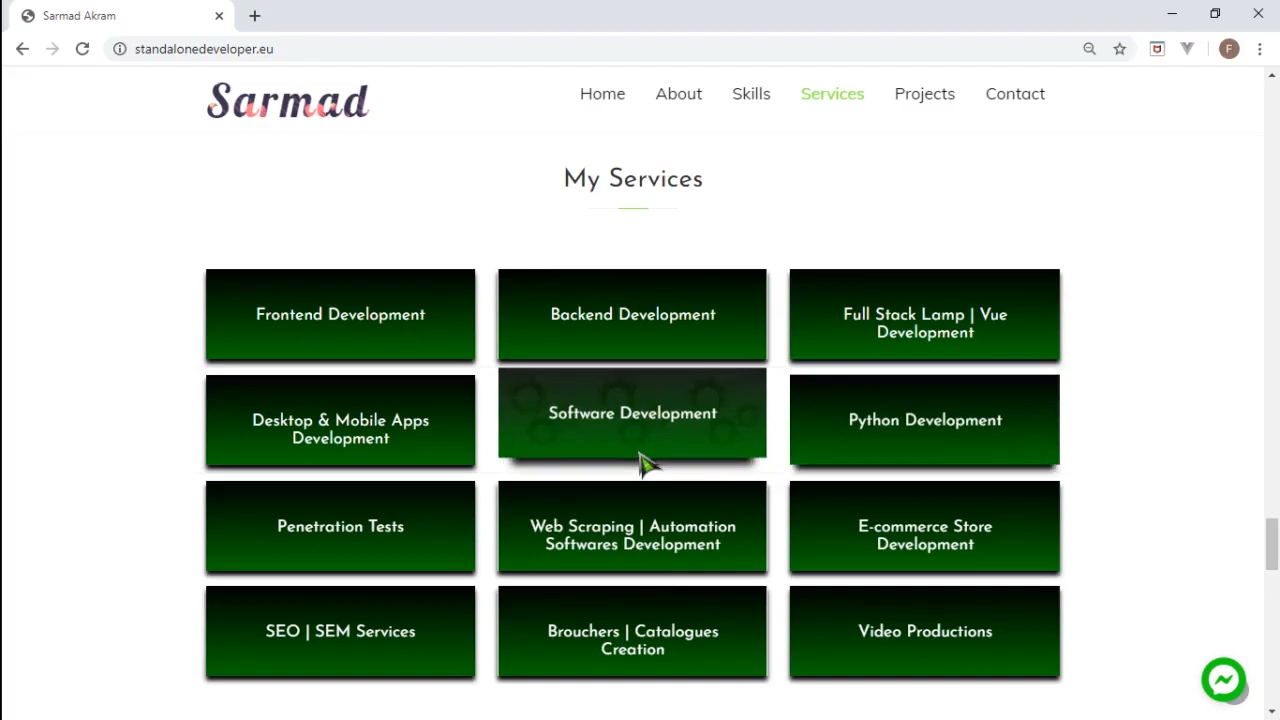 Sarmad Akram
standalonedeveloper.eu
F
Sarmad
Home About Skills Services Projects Contact
My Services
Frontend Development
Backend Development
Full Stack Lamp | Vue
Development
Desktop & Mobile Apps
Development
Software Development
Python Development
Penetration Tests
Web Scraping | Automation
Softwares Development
E-commerce Store
Development
SEO | SEM Services
Brouchers | Catalogues
Creation
Video Productions